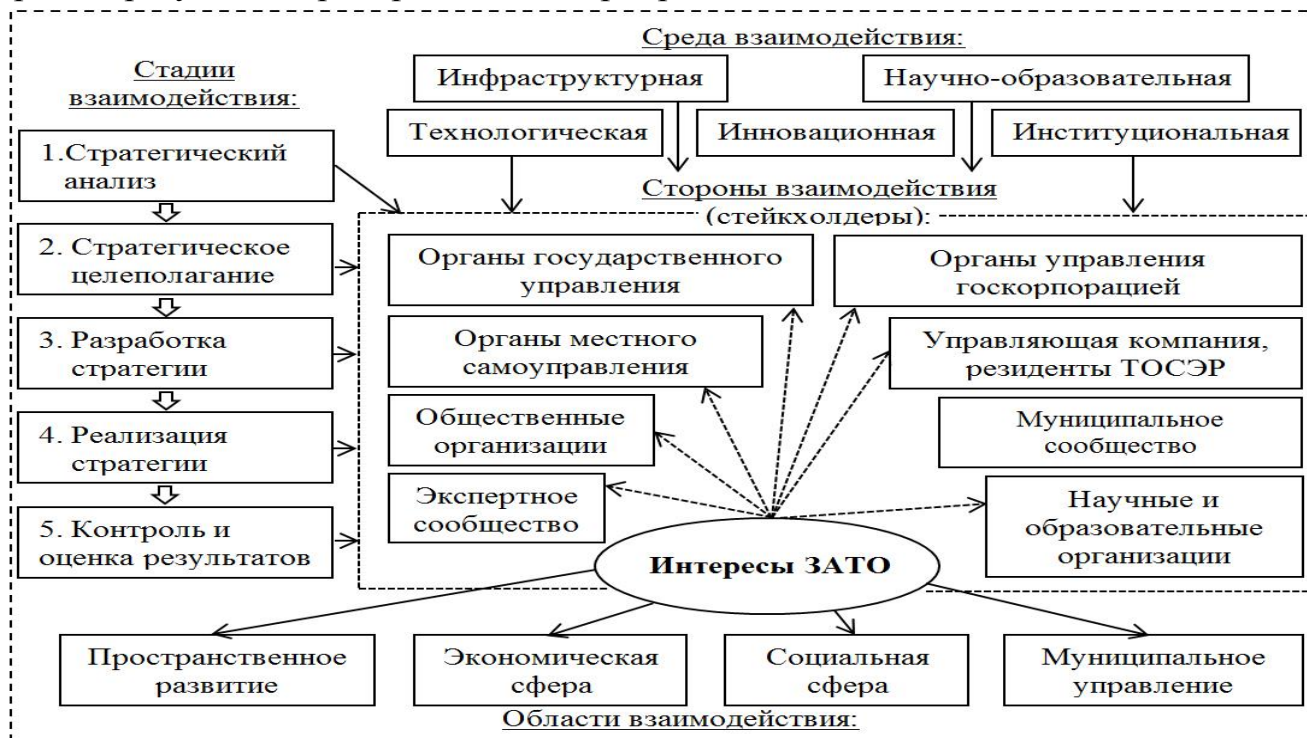 Среда взаимодействия:
Стадии
взаимодействия:
Инфраструктурная
Научно-образовательная
Технологическая
Инновационная
Институциональная
1.Стратегический
анализ
Стороны взаимодействия
(стейкхолдеры):
2. Стратегическое
целеполагание
Органы государственного
управления
Органы управления
госкорпорацией
3. Разработка
стратегии
Органы местного
самоуправления
Управляющая компания,
резиденты ТОСЭР
4. Реализация
стратегии
Общественные
организации
Муниципальное
сообщество
5. Контроль и
оценка результатов
Экспертное
сообщество
Научные и
образовательные
организации
Интересы ЗАТО
Пространственное
развитие
Экономическая
сфера
Социальная
сфера
Муниципальное
управление
Области взаимодействия: